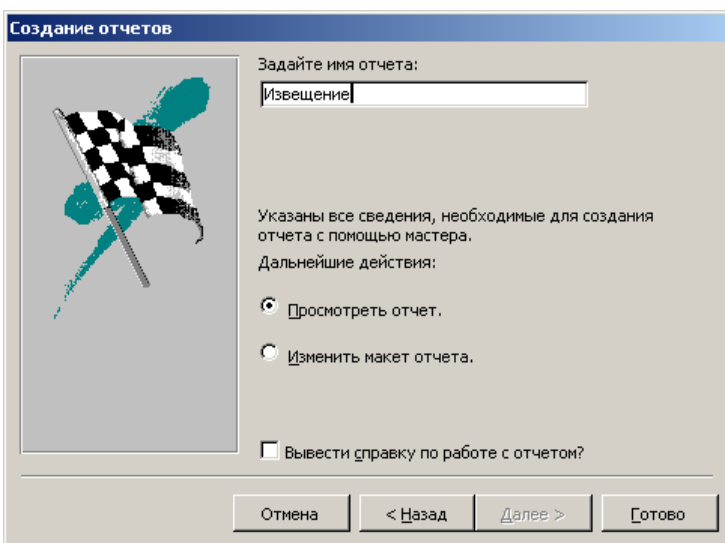 Создание отчетов
Задайте имя отчета:
Извещение
Указаны все сведения, необходимые для создания
отчета с помощью мастера.
Дальнейшие действия:
Просмотреть отчет.
Изменить макет отчета.
Вывести справку по работе с отчетом?
Отмена
< Назад
Далее >
Готово